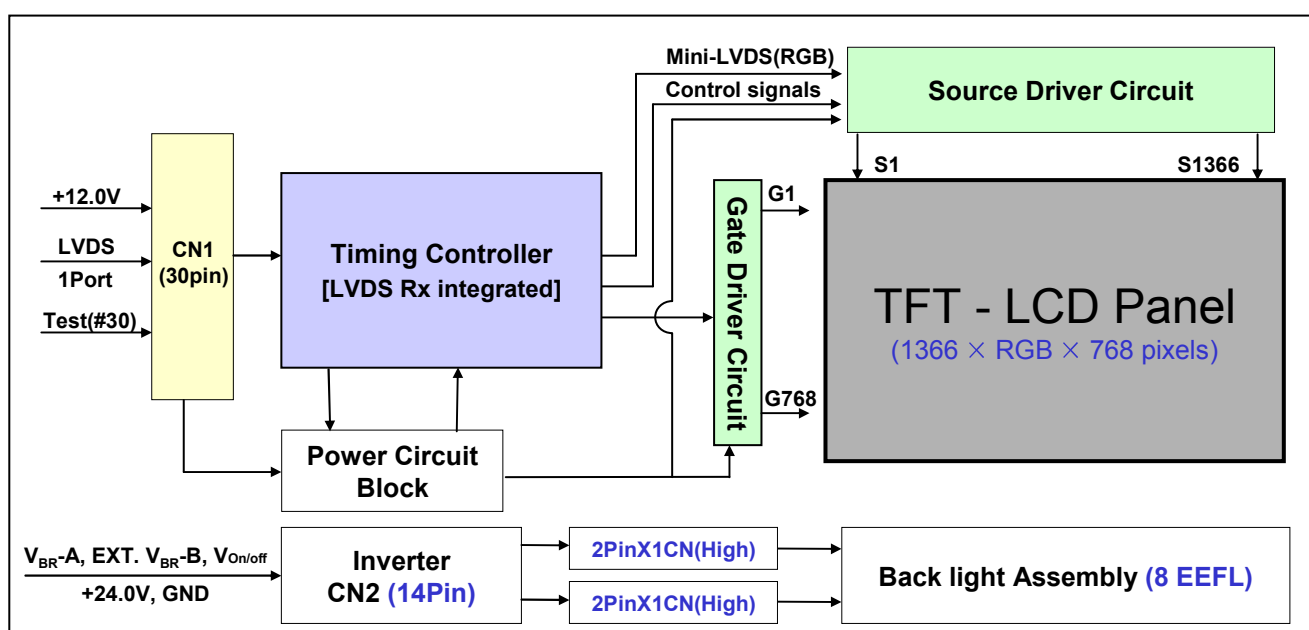 Mini-LVDS(RGB)
Control signals
Source Driver Circuit
S1
S1366
+12.0V
LVDS
1Port
Test(#30)
CN1
(30pin)
Timing Controller
[LVDS Rx integrated]
Gate Driver Circuit
G1
G768
TFT - LCD Panel
(1366 × RGB × 768 pixels)
Power Circuit
Block
VBR-A, EXT. VBR-B, VOn/off
+24.0V, GND
Inverter
CN2 (14Pin)
2PinX1CN(High)
2PinX1CN(High)
Back light Assembly (8 EEFL)